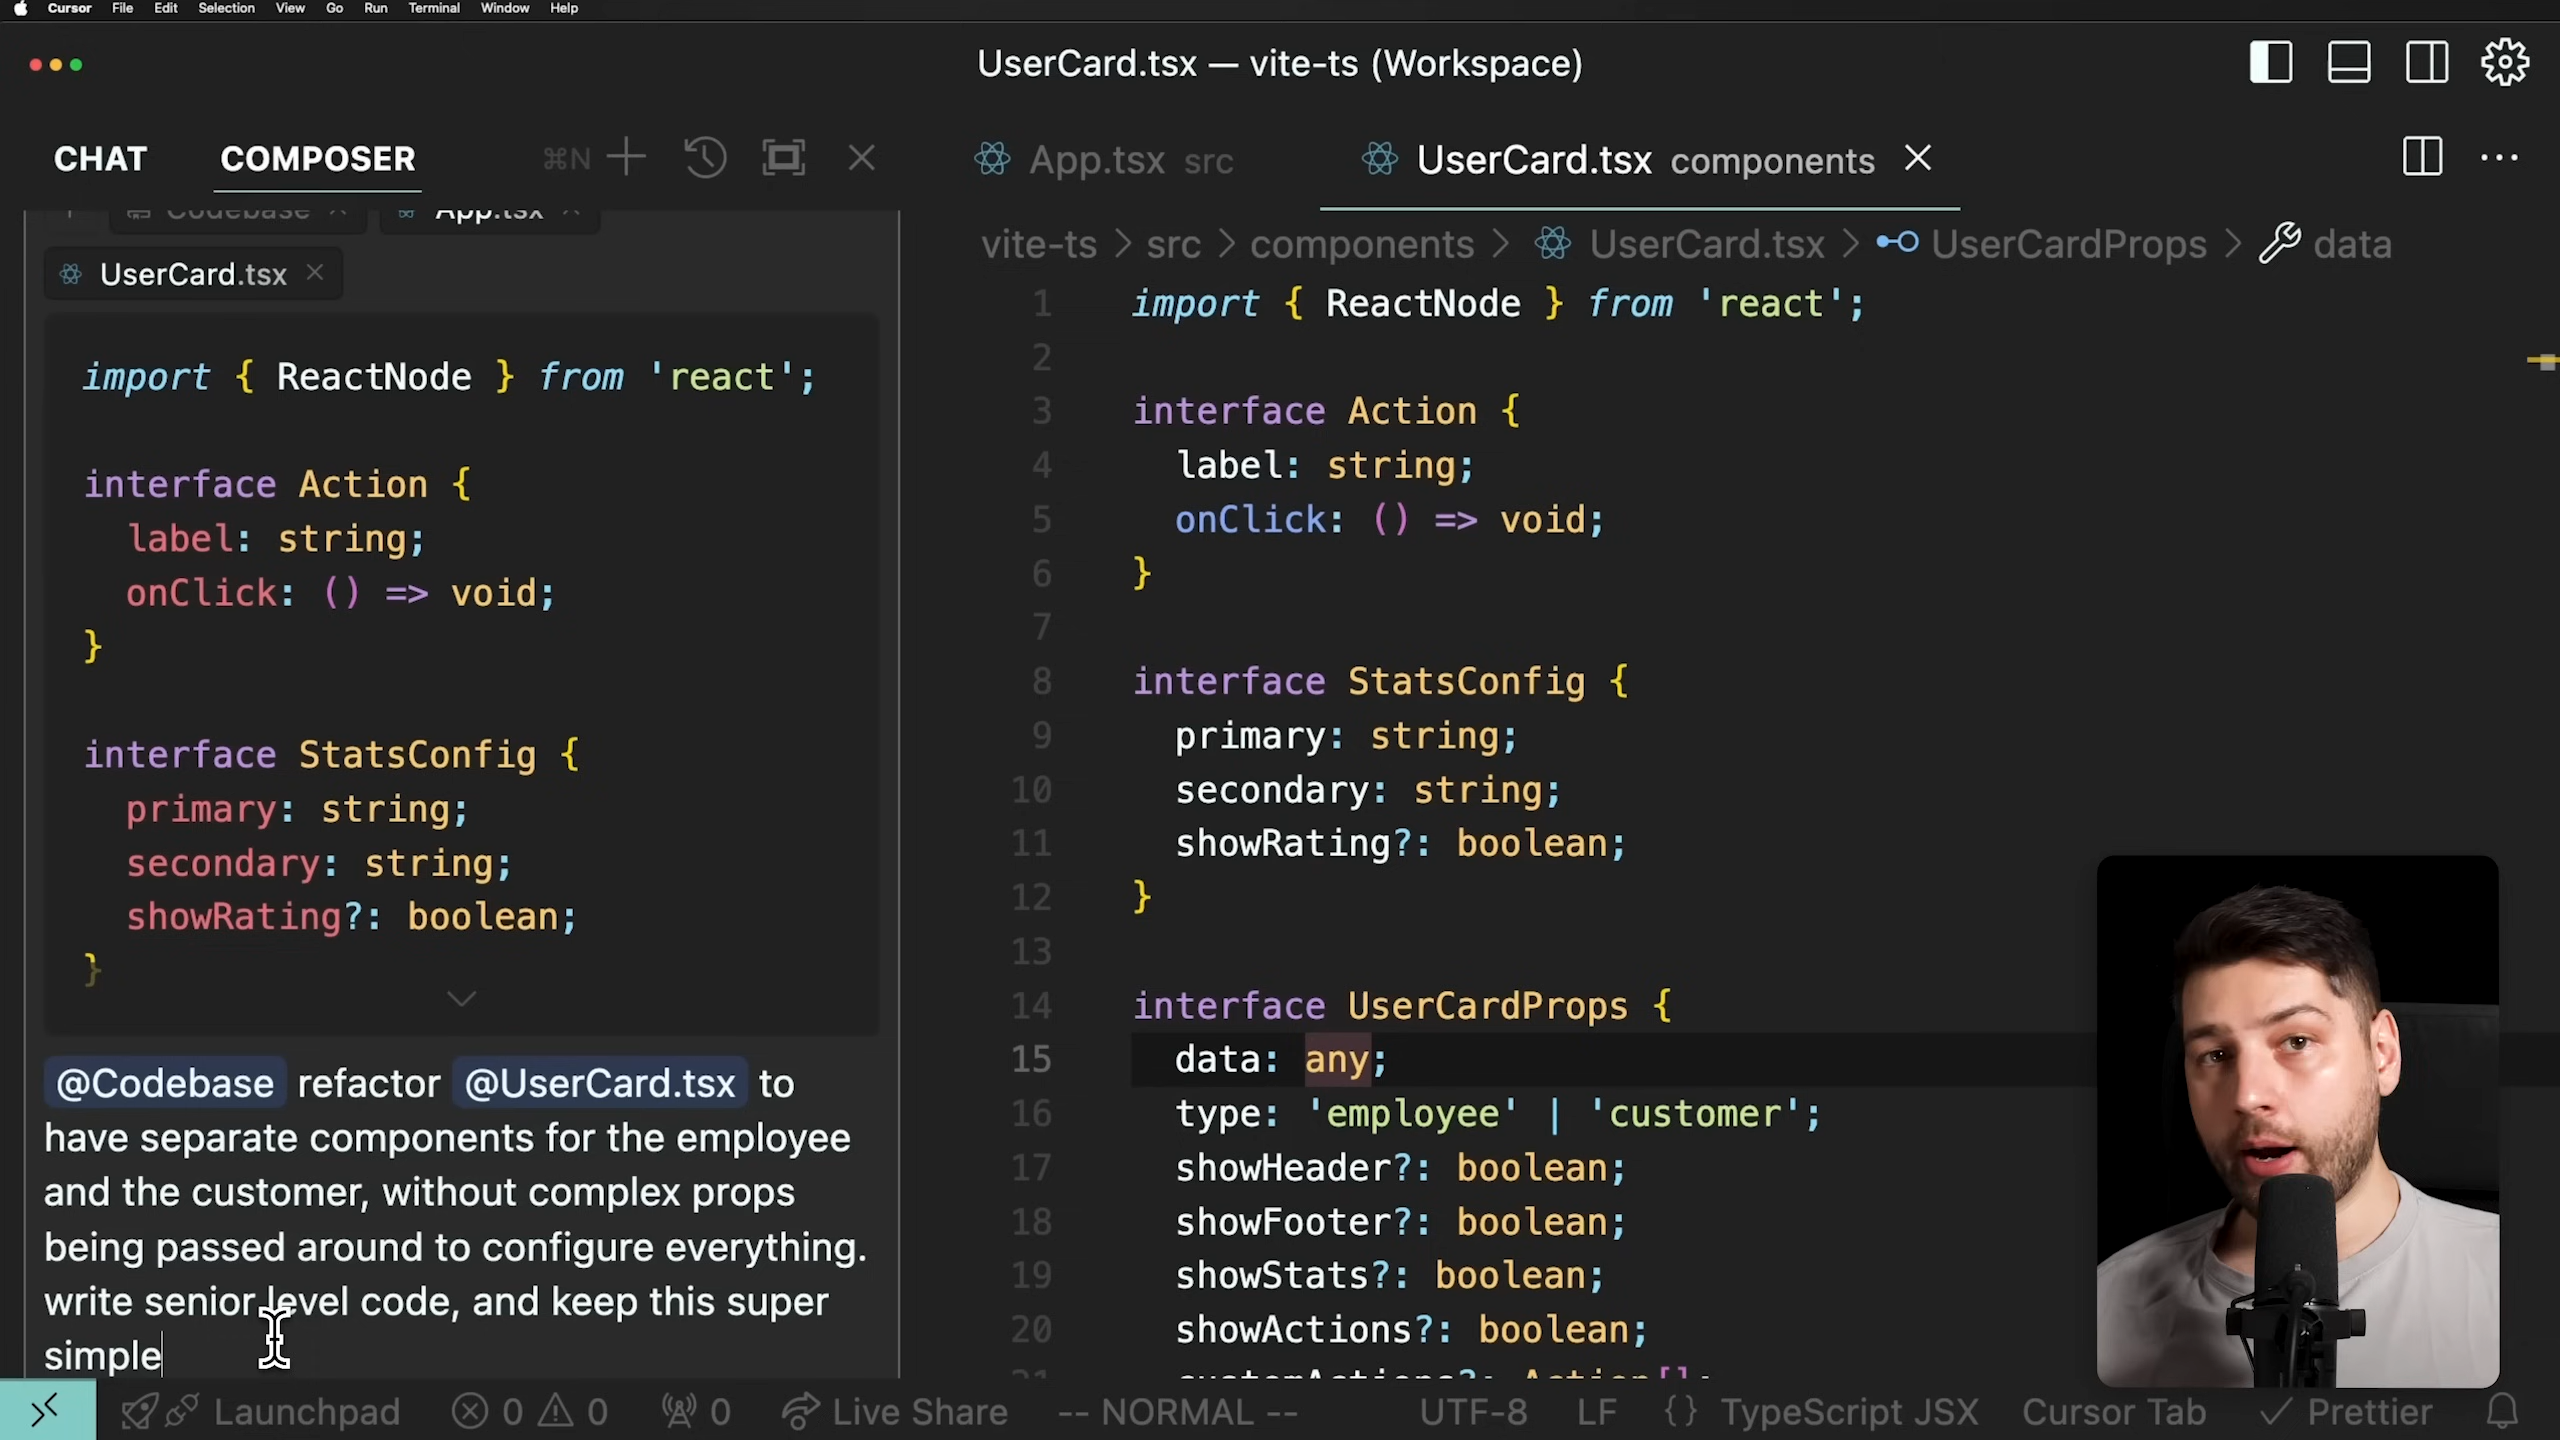 Cursor File Edit Selection View Go Run Terminal Window Help
UserCard.tsx — vite-ts (Workspace)
CHAT COMPOSER ⌘N
App.tsx src UserCard.tsx components
Codebase App.tsx
UserCard.tsx
import { ReactNode } from 'react';
interface Action {
label: string;
onClick: () => void;
}
interface StatsConfig {
primary: string;
secondary: string;
showRating?: boolean;
}
@Codebase refactor @UserCard.tsx to
have separate components for the employee
and the customer, without complex props
being passed around to configure everything.
write senior level code, and keep this super
simple
vite-ts > src > components > UserCard.tsx > UserCardProps > data
1 import { ReactNode } from 'react';
2
3 interface Action {
4 label: string;
5 onClick: () => void;
6 }
7
8 interface StatsConfig {
9 primary: string;
10 secondary: string;
11 showRating?: boolean;
12 }
13
14 interface UserCardProps {
15 data: any;
16 type: 'employee' | 'customer';
17 showHeader?: boolean;
18 showFooter?: boolean;
19 showStats?: boolean;
20 showActions?: boolean;
21 customActions?: Action[];
Launchpad 0 0 0 Live Share -- NORMAL -- UTF-8 LF {} TypeScript JSX Cursor Tab Prettier